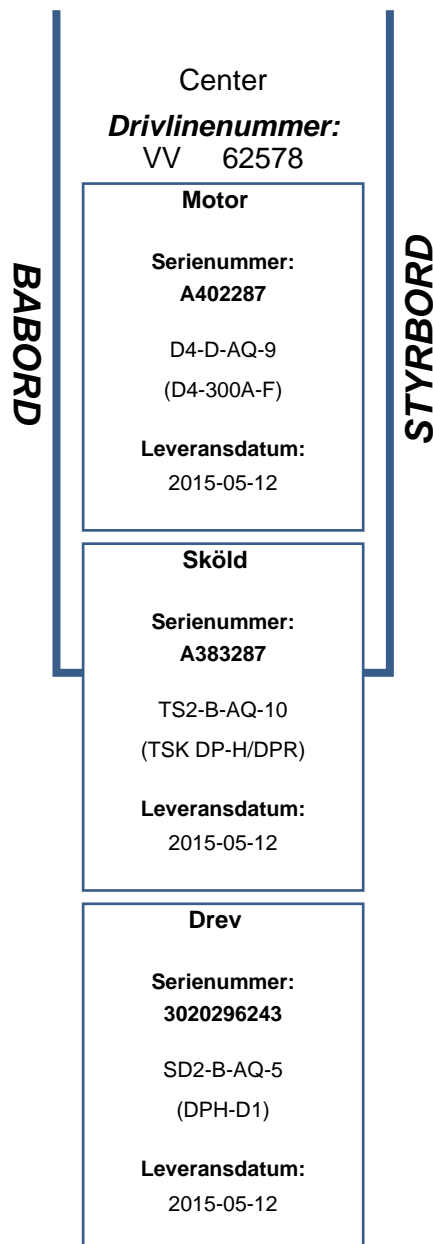 Center
Drivlinenummer:
VV 62578
BABORD
STYRBORD
Motor
Serienummer:
A402287
D4-D-AQ-9
(D4-300A-F)
Leveransdatum:
2015-05-12
Sköld
Serienummer:
A383287
TS2-B-AQ-10
(TSK DP-H/DPR)
Leveransdatum:
2015-05-12
Drev
Serienummer:
3020296243
SD2-B-AQ-5
(DPH-D1)
Leveransdatum:
2015-05-12